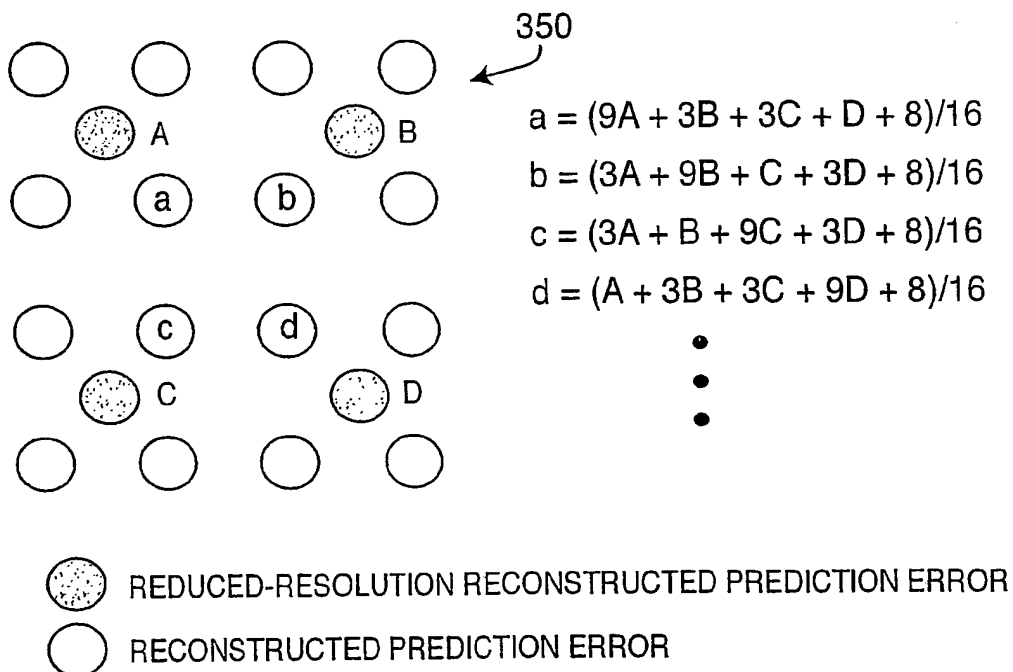 350
A B
a = (9A + 3B + 3C + D + 8)/16
a b
b = (3A + 9B + C + 3D + 8)/16
c = (3A + B + 9C + 3D + 8)/16
c d
d = (A + 3B + 3C + 9D + 8)/16
C D
REDUCED-RESOLUTION RECONSTRUCTED PREDICTION ERROR
RECONSTRUCTED PREDICTION ERROR